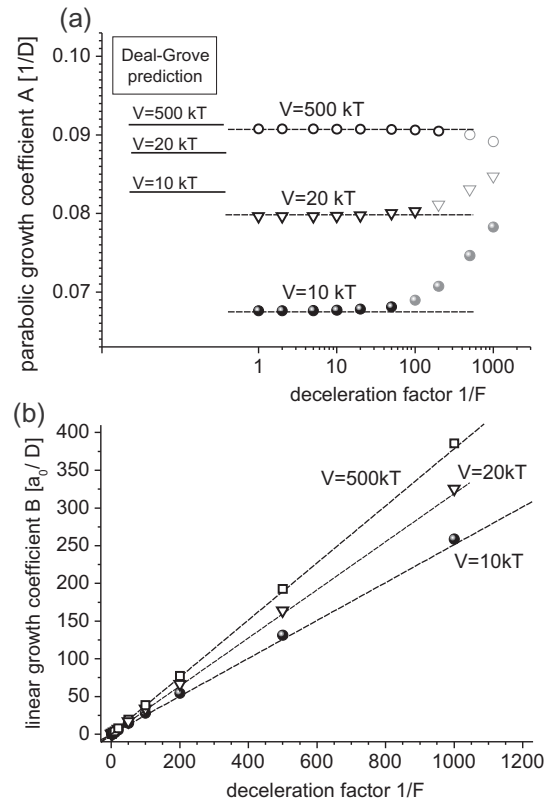 (a)
parabolic growth coefficient A [1/D]
0.10
0.09
0.08
0.07
Deal-Grove
prediction
V=500 kT
V=20 kT
V=10 kT
V=500 kT
V=20 kT
V=10 kT
1 10 100 1000
deceleration factor 1/F
(b)
linear growth coefficient B [a₀/ D]
400
350
300
250
200
150
100
50
0
V=500kT
V=20kT
V=10kT
0 200 400 600 800 1000 1200
deceleration factor 1/F